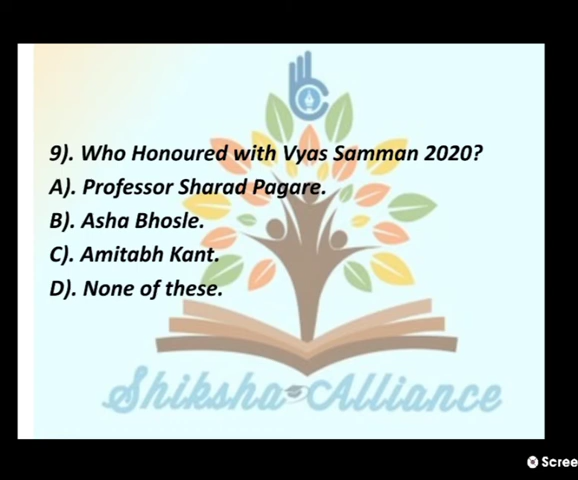 9). Who Honoured with Vyas Samman 2020?
A). Professor Sharad Pagare.
B). Asha Bhosle.
C). Amitabh Kant.
D). None of these.
Shiksha Alliance
Scree